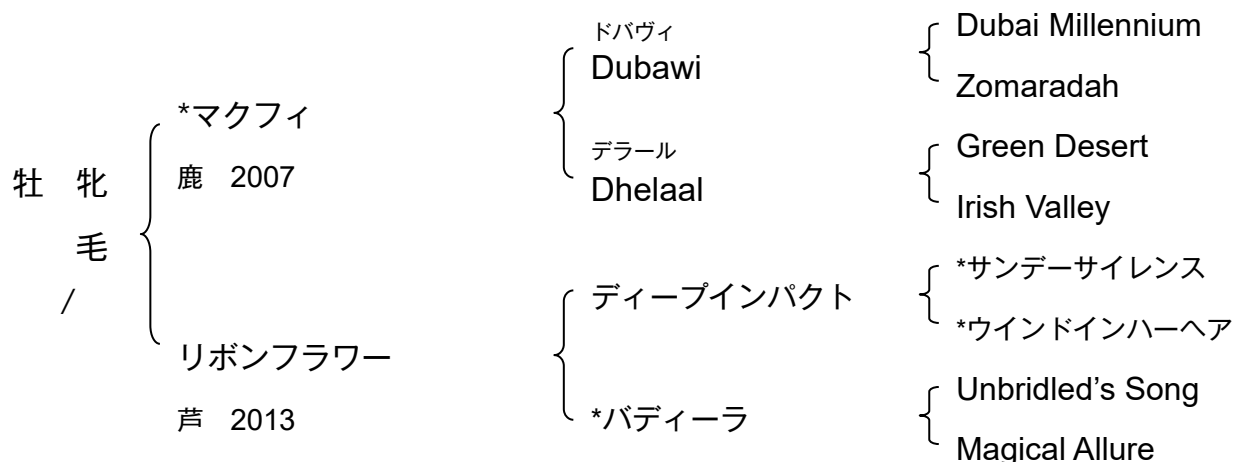 牡 牝
毛
/
*マクフィ
鹿 2007
リボンフラワー
芦 2013
ドバヴィ
Dubawi
デラール
Dhelaal
ディープインパクト
*バディーラ
Dubai Millennium
Zomaradah
Green Desert
Irish Valley
*サンデーサイレンス
*ウインドインハーヘア
Unbridled’s Song
Magical Allure